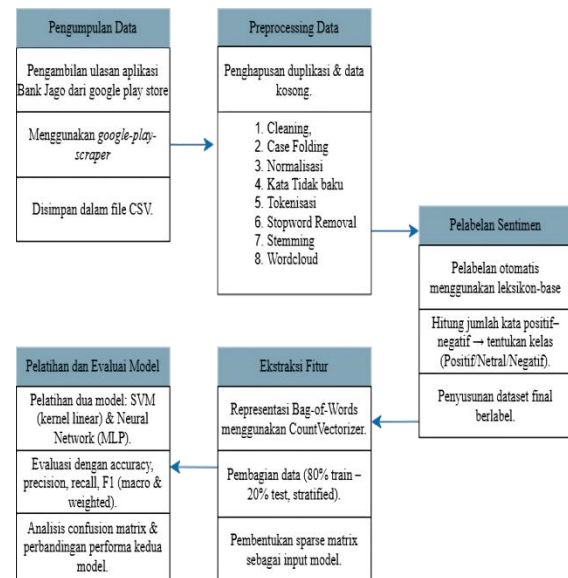 Pengumpulan Data
Pengambilan ulasan aplikasi
Bank Jago dari google play store
Menggunakan google-play-
scraper
Disimpan dalam file CSV.
Preprocessing Data
Penghapusan duplikasi & data
kosong.
1. Cleaning,
2. Case Folding
3. Normalisasi
4. Kata Tidak baku
5. Tokenisasi
6. Stopword Removal
7. Stemming
8. Wordcloud
Pelabelan Sentimen
Pelabelan otomatis
menggunakan leksikon-base
Hitung jumlah kata positif–
negatif → tentukan kelas
(Positif/Netral/Negatif).
Penyusunan dataset final
berlabel.
Ekstraksi Fitur
Representasi Bag-of-Words
menggunakan CountVectorizer.
Pembagian data (80% train –
20% test, stratified).
Pembentukan sparse matrix
sebagai input model.
Pelatihan dan Evaluai Model
Pelatihan dua model: SVM
(kernel linear) & Neural
Network (MLP).
Evaluasi dengan accuracy,
precision, recall, F1 (macro &
weighted).
Analisis confusion matrix &
perbandingan performa kedua
model.